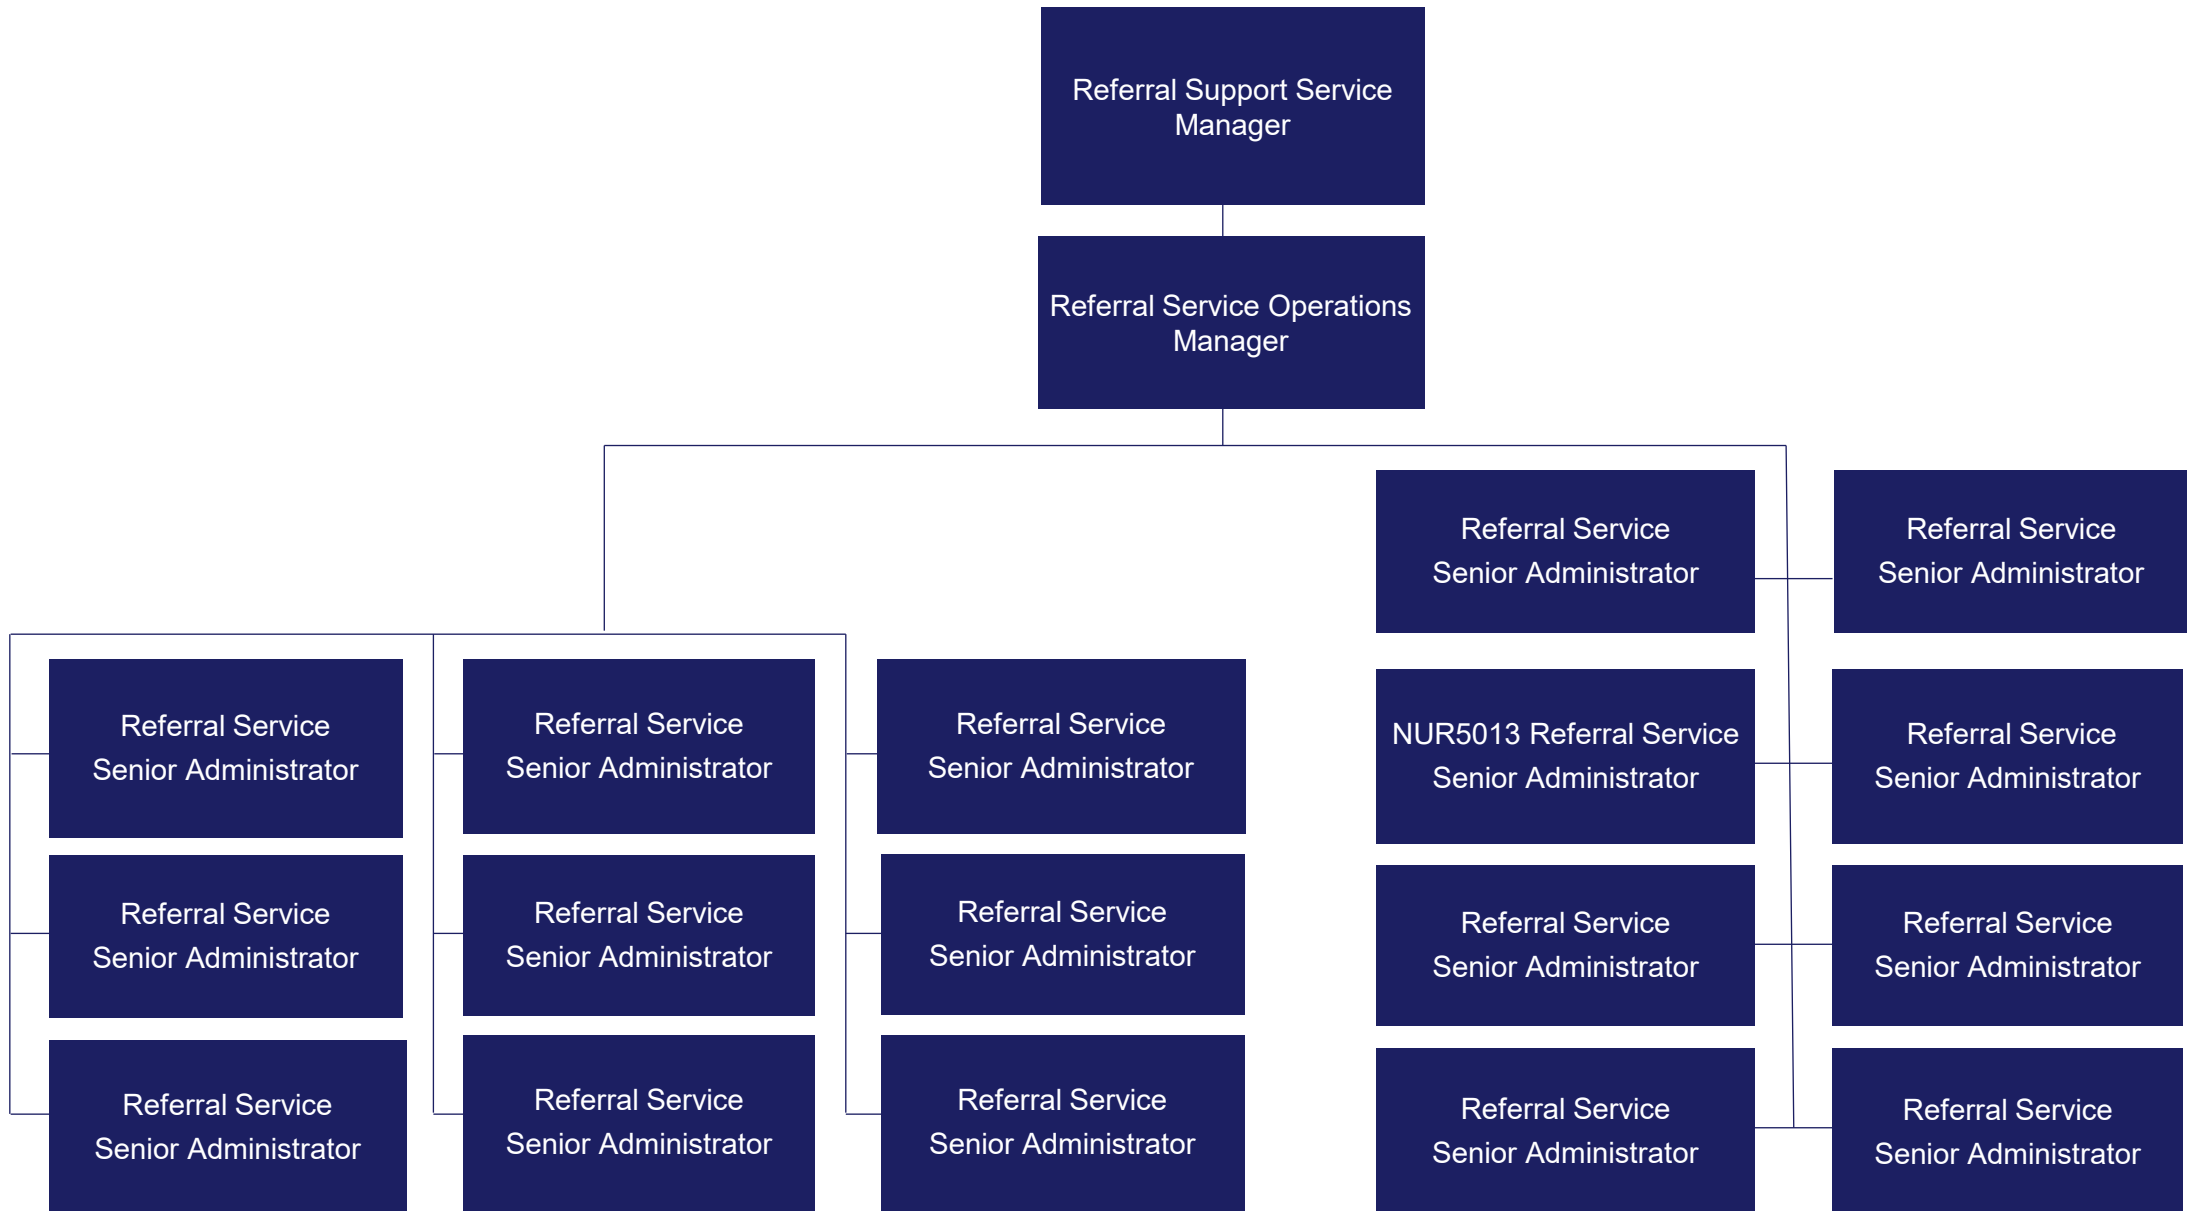 Referral Support Service
Manager
Referral Service Operations
Manager
Referral Service
Senior Administrator
Referral Service
Senior Administrator
Referral Service
Senior Administrator
Referral Service
Senior Administrator
Referral Service
Senior Administrator
Referral Service
Senior Administrator
Referral Service
Senior Administrator
Referral Service
Senior Administrator
Referral Service
Senior Administrator
Referral Service
Senior Administrator
Referral Service
Senior Administrator
NUR5013 Referral Service
Senior Administrator
Referral Service
Senior Administrator
Referral Service
Senior Administrator
Referral Service
Senior Administrator
Referral Service
Senior Administrator
Referral Service
Senior Administrator